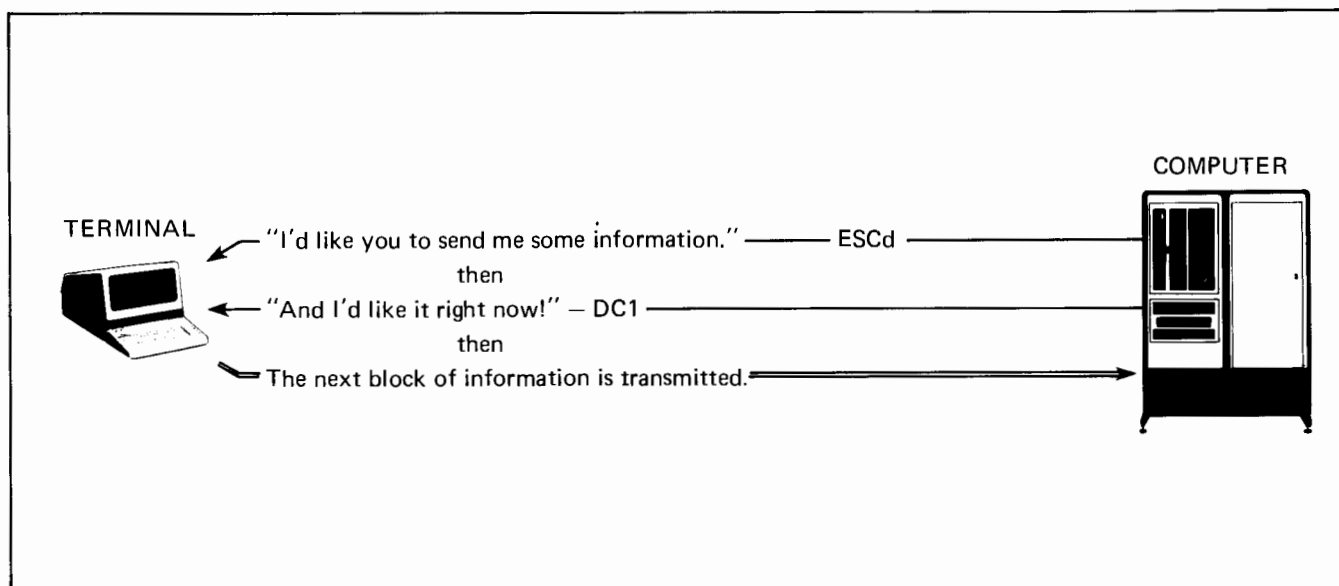 COMPUTER
TERMINAL
"I'd like you to send me some information." — ESCd
then
"And I'd like it right now!" – DC1
then
The next block of information is transmitted.